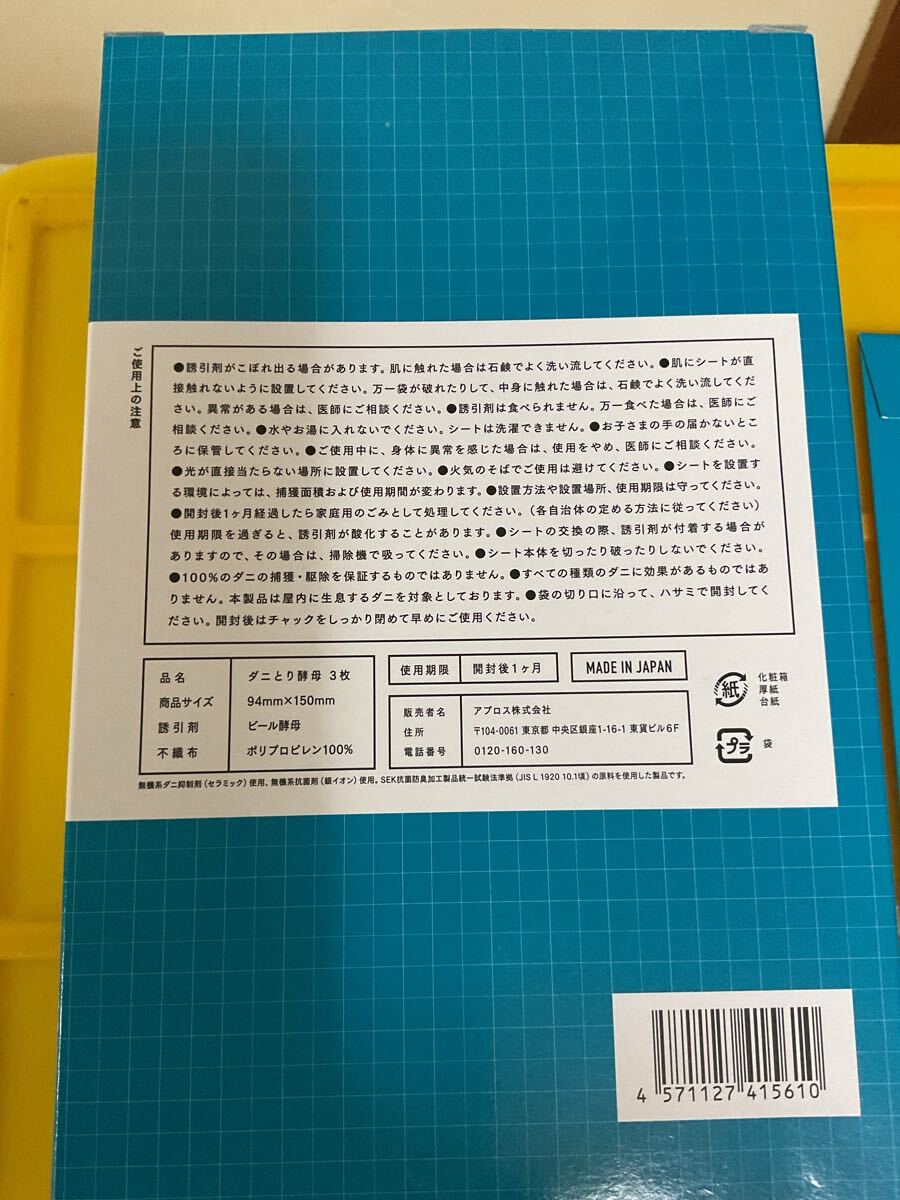 ご使用上の注意
●誘引剤がこぼれ出る場合があります。肌に触れた場合は石鹸でよく洗い流してください。●肌にシートが直
接触れないように設置してください。万一袋が破れたりして、中身に触れた場合は、石鹸でよく洗い流してくだ
さい。異常がある場合は、医師にご相談ください。●誘引剤は食べられません。万一食べた場合は、医師にご
相談ください。●水やお湯に入れないでください。シートは洗濯できません。●お子さまの手の届かないとこ
ろに保管してください。●ご使用中に、身体に異常を感じた場合は、使用をやめ、医師にご相談ください。
●光が直接当たらない場所に設置してください。●火気のそばでご使用は避けてください。●シートを設置す
る環境によっては、捕獲面積および使用期間が変わります。●設置方法や設置場所、使用期限は守ってください。
●開封後1ヶ月経過したら家庭用のごみとして処理してください。（各自治体の定める方法に従ってください）
使用期限を過ぎると、誘引剤が酸化することがあります。●シートの交換の際、誘引剤が付着する場合が
ありますので、その場合は、掃除機で吸ってください。●シート本体を切ったり破ったりしないでください。
●100%のダニの捕獲・駆除を保証するものではありません。●すべての種類のダニに効果があるものではあ
りません。本製品は屋内に生息するダニを対象としております。●袋の切り口に沿って、ハサミで開封してく
ださい。開封後はチャックをしっかり閉めて早めにご使用ください。
品名 ダニとり酵母 3枚
商品サイズ 94mm×150mm
誘引剤 ビール酵母
不織布 ポリプロピレン100%
使用期限 開封後1ヶ月
MADE IN JAPAN
販売者名 アプロス株式会社
住所 〒104-0061 東京都 中央区銀座1-16-1 東貨ビル6F
電話番号 0120-160-130
紙
化粧箱
厚紙
台紙
プラ
袋
無機系ダニ抑制剤（セラミック）使用、無機系抗菌剤（銀イオン）使用。SEK抗菌防臭加工製品統一試験法準拠（JIS L 1920 10.1項）の原料を使用した製品です。
4 571127 415610